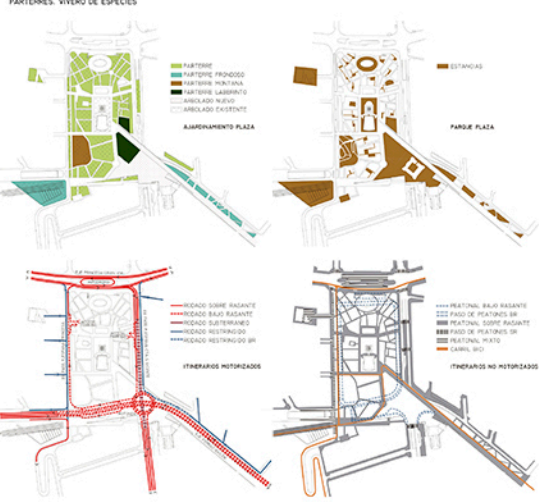 PARTERRES: VIVERO DE ESPECIES
PARTERRE
PARTERRE FRONDOSO
PARTERRE MONTANA
PARTERRE LABERINTO
ARBOLADO NUEVO
ARBOLADO EXISTENTE
AJARDINAMIENTO PLAZA
ESTANCIAS
PARQUE PLAZA
RODADO SOBRE RASANTE
RODADO BAJO RASANTE
RODADO SUBTERRANEO
RODADO RESTRINGIDO
RODADO RESTRINGIDO BR
ITINERARIOS MOTORIZADOS
PEATONAL BAJO RASANTE
PASO DE PEATONES BR
PEATONAL SOBRE RASANTE
PASO DE PEATONES SR
PEATONAL MIXTO
CARRIL BICI
ITINERARIOS NO MOTORIZADOS